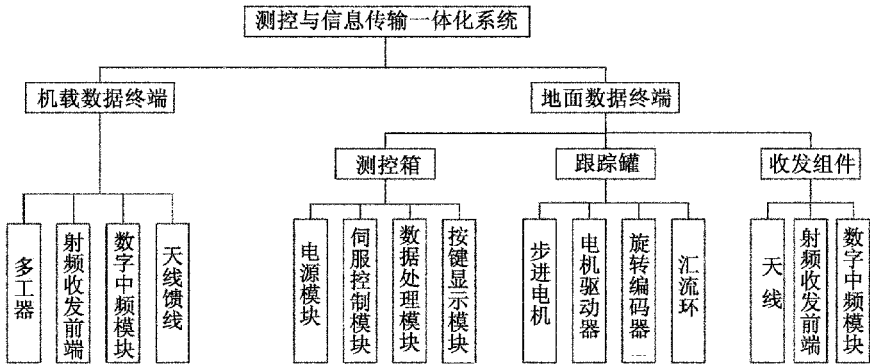 测控与信息传输一体化系统
机载数据终端
地面数据终端
测控箱
跟踪罐
收发组件
多工器
射频收发前端
数字中频模块
天线馈线
电源模块
伺服控制模块
数据处理模块
按键显示模块
步进电机
电机驱动器
旋转编码器
汇流环
天线
射频收发前端
数字中频模块